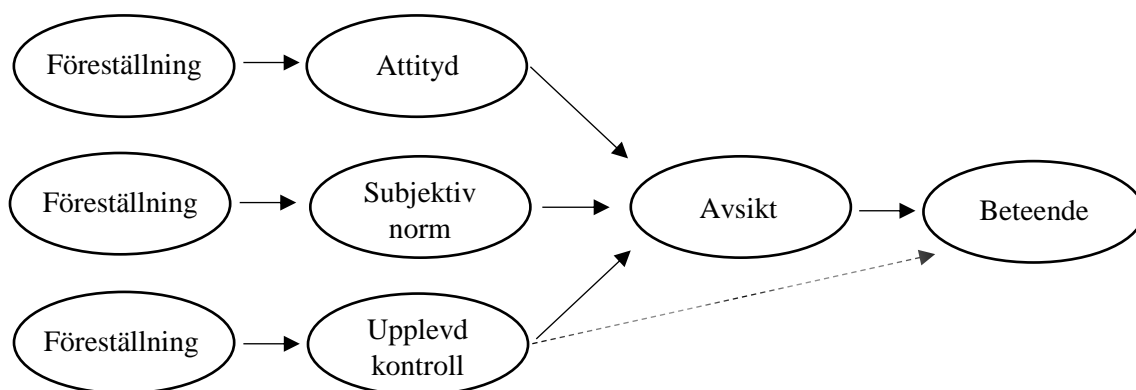 Föreställning
Attityd
Föreställning
Subjektiv
norm
Avsikt
Beteende
Föreställning
Upplevd
kontroll